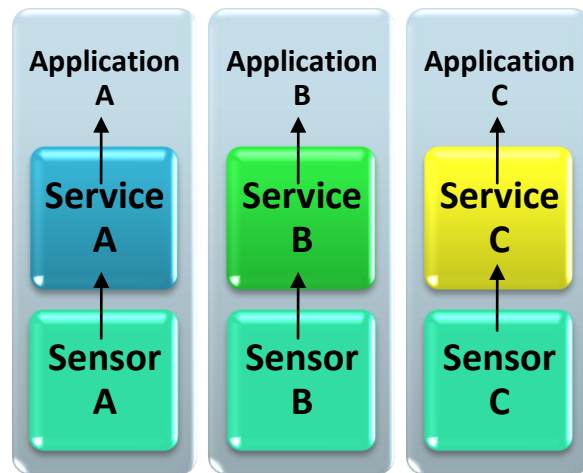 Application
A
Service
A
Sensor
A
Application
B
Service
B
Sensor
B
Application
C
Service
C
Sensor
C